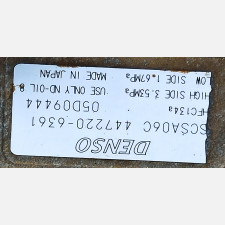 DENSO
SCSA06C 447220-6361
HFC134a 05D09444
HIGH SIDE 3.53MPa USE ONLY ND-OIL 8
LOW SIDE 1.67MPa MADE IN JAPAN